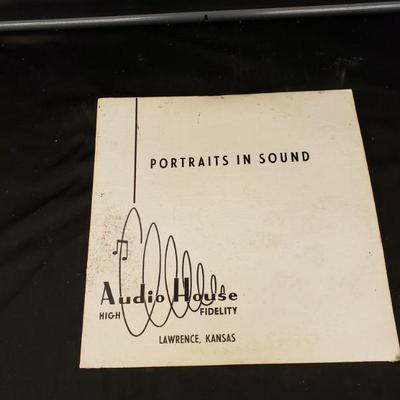 PORTRAITS IN SOUND
Audio House
HIGH FIDELITY
LAWRENCE, KANSAS